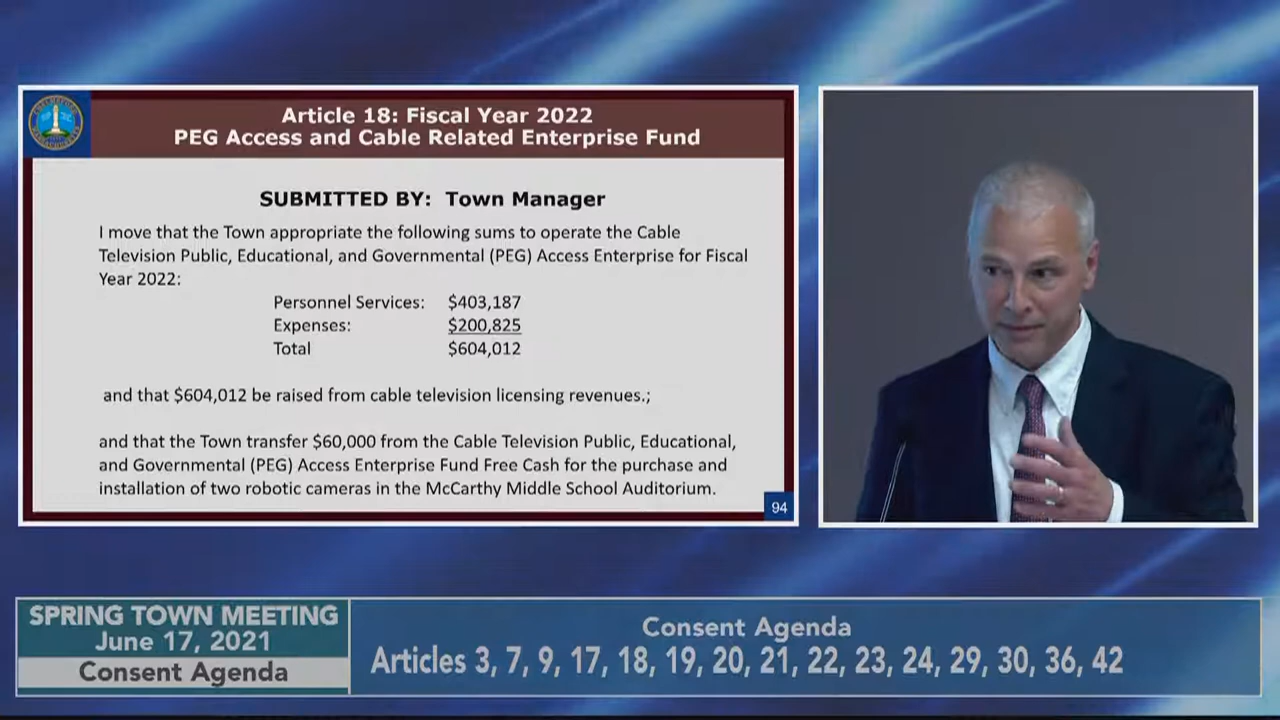 Article 18: Fiscal Year 2022
PEG Access and Cable Related Enterprise Fund
SUBMITTED BY: Town Manager
I move that the Town appropriate the following sums to operate the Cable
Television Public, Educational, and Governmental (PEG) Access Enterprise for Fiscal
Year 2022:
Personnel Services: $403,187
Expenses: $200,825
Total $604,012
and that $604,012 be raised from cable television licensing revenues.;
and that the Town transfer $60,000 from the Cable Television Public, Educational,
and Governmental (PEG) Access Enterprise Fund Free Cash for the purchase and
installation of two robotic cameras in the McCarthy Middle School Auditorium.
94
SPRING TOWN MEETING
June 17, 2021
Consent Agenda
Consent Agenda
Articles 3, 7, 9, 17, 18, 19, 20, 21, 22, 23, 24, 29, 30, 36, 42